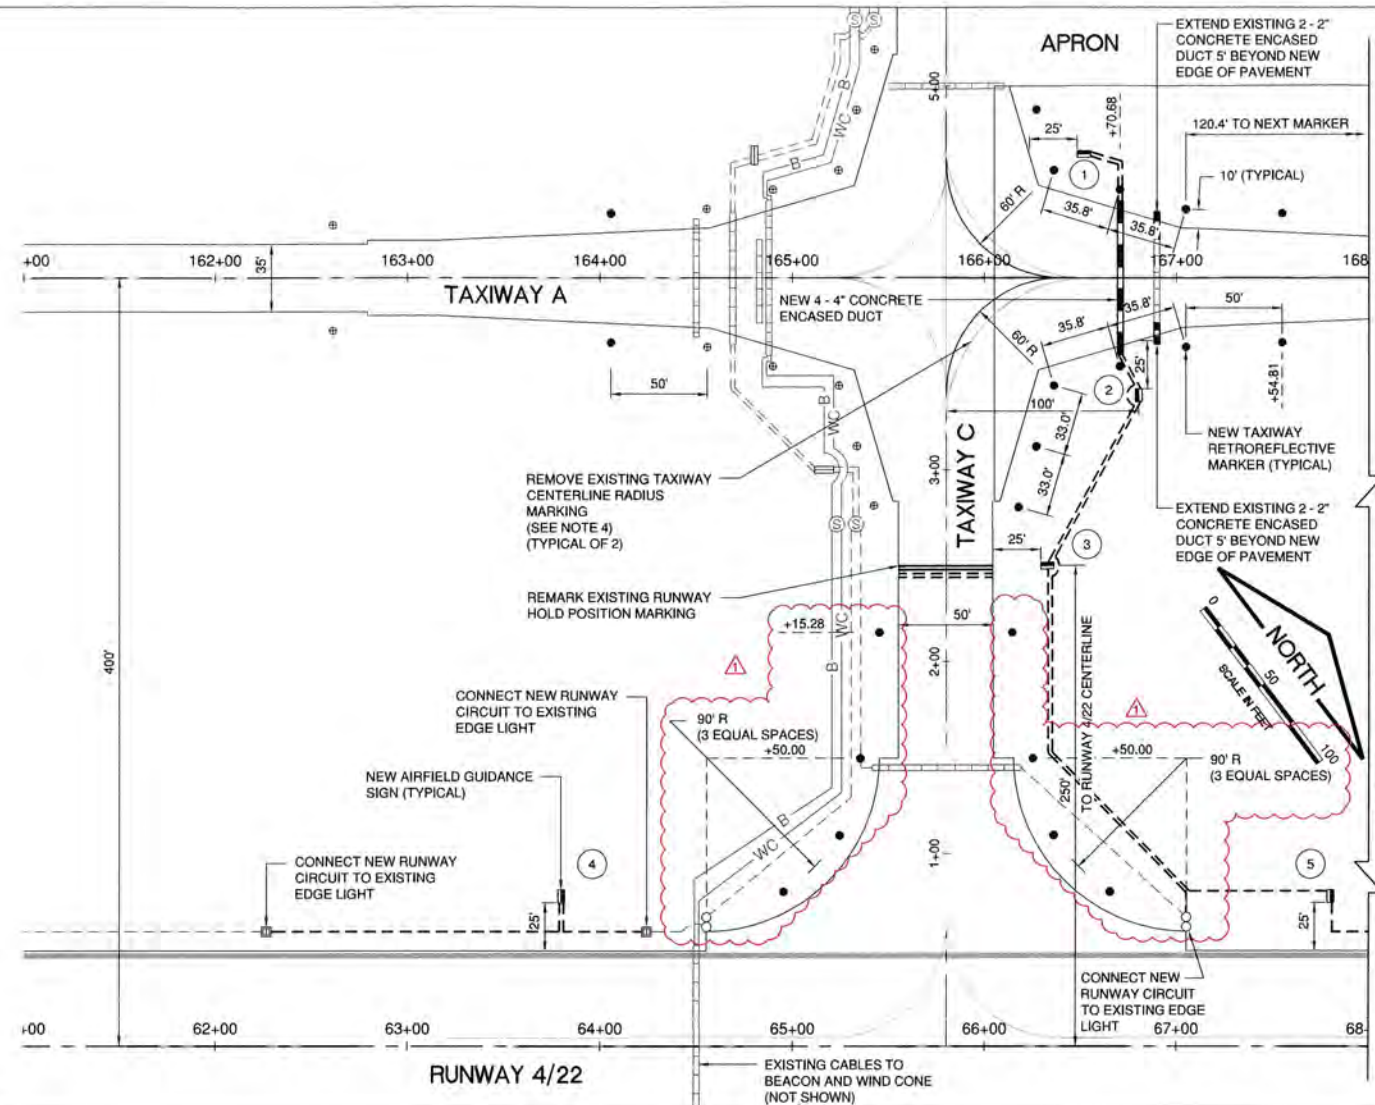 APRON
EXTEND EXISTING 2 - 2"
CONCRETE ENCASED
DUCT 5' BEYOND NEW
EDGE OF PAVEMENT
S
S
B
WC
B
5+00
+70.68
25'
1
120.4' TO NEXT MARKER
10' (TYPICAL)
60' R
35.8'
35.8'
+00
162+00
163+00
164+00
165+00
166+00
167+00
168
35'
TAXIWAY A
NEW 4 - 4" CONCRETE
ENCASED DUCT
35.8'
35.8'
50'
60' R
25'
50'
2
100'
+54.81
B
WC
33.0'
33.0'
TAXIWAY C
3+00
NEW TAXIWAY
RETROREFLECTIVE
MARKER (TYPICAL)
REMOVE EXISTING TAXIWAY
CENTERLINE RADIUS
MARKING
(SEE NOTE 4)
(TYPICAL OF 2)
S
S
EXTEND EXISTING 2 - 2"
CONCRETE ENCASED
DUCT 5' BEYOND NEW
EDGE OF PAVEMENT
25'
3
REMARK EXISTING RUNWAY
HOLD POSITION MARKING
400'
+15.28
WC
B
50'
2+00
1
1
250'
TO RUNWAY 4/22 CENTERLINE
NORTH
0
50
100
SCALE IN FEET
CONNECT NEW RUNWAY
CIRCUIT TO EXISTING
EDGE LIGHT
90' R
(3 EQUAL SPACES)
+50.00
+50.00
90' R
(3 EQUAL SPACES)
NEW AIRFIELD GUIDANCE
SIGN (TYPICAL)
B
WC
1+00
CONNECT NEW RUNWAY
CIRCUIT TO EXISTING
EDGE LIGHT
4
5
25'
25'
CONNECT NEW
RUNWAY CIRCUIT
TO EXISTING EDGE
LIGHT
+00
62+00
63+00
64+00
65+00
66+00
67+00
68
RUNWAY 4/22
EXISTING CABLES TO
BEACON AND WIND CONE
(NOT SHOWN)